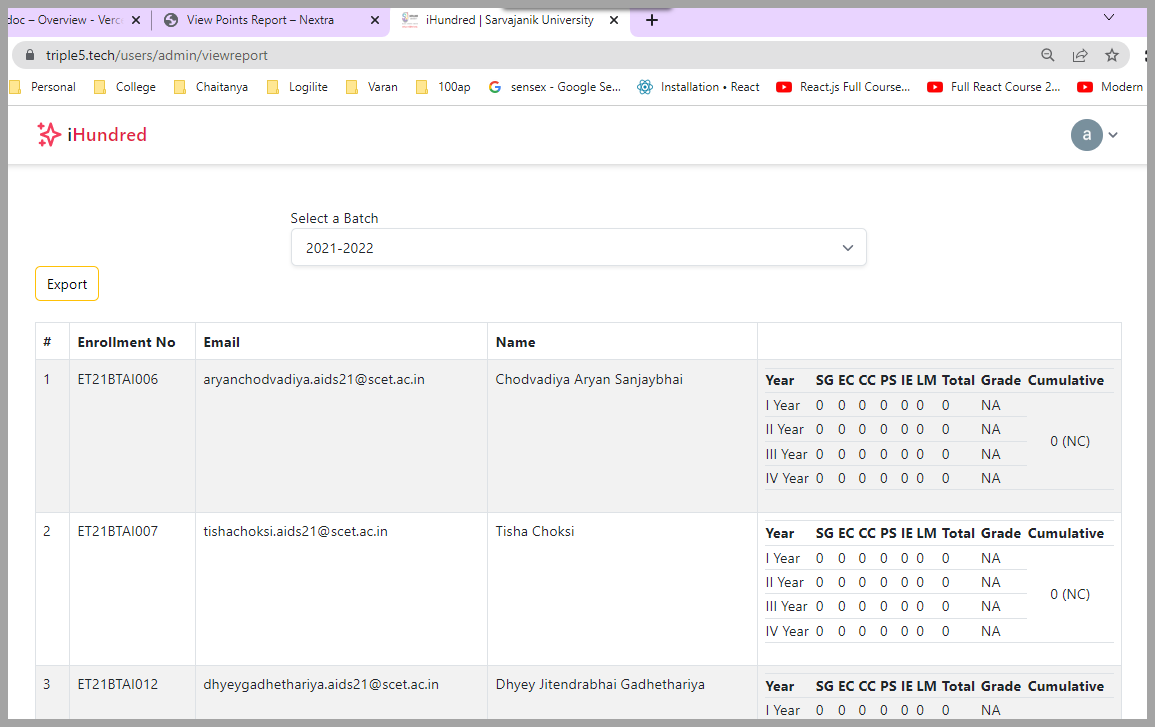 doc – Overview - Verc
View Points Report – Nextra
iHundred | Sarvajanik University
triple5.tech/users/admin/viewreport
Personal College Chaitanya Logilite Varan 100ap sensex - Google Se... Installation • React React.js Full Course... Full React Course 2... Modern
iHundred
a
Select a Batch
2021-2022
Export
# Enrollment No Email Name
1 ET21BTAI006 aryanchodvadiya.aids21@scet.ac.in Chodvadiya Aryan Sanjaybhai
Year SG EC CC PS IE LM Total Grade Cumulative
I Year 0 0 0 0 0 0 0 NA
II Year 0 0 0 0 0 0 0 NA
0 (NC)
III Year 0 0 0 0 0 0 0 NA
IV Year 0 0 0 0 0 0 0 NA
2 ET21BTAI007 tishachoksi.aids21@scet.ac.in Tisha Choksi
Year SG EC CC PS IE LM Total Grade Cumulative
I Year 0 0 0 0 0 0 0 NA
II Year 0 0 0 0 0 0 0 NA
0 (NC)
III Year 0 0 0 0 0 0 0 NA
IV Year 0 0 0 0 0 0 0 NA
3 ET21BTAI012 dhyeygadhethariya.aids21@scet.ac.in Dhyey Jitendrabhai Gadhethariya
Year SG EC CC PS IE LM Total Grade Cumulative
I Year 0 0 0 0 0 0 0 NA